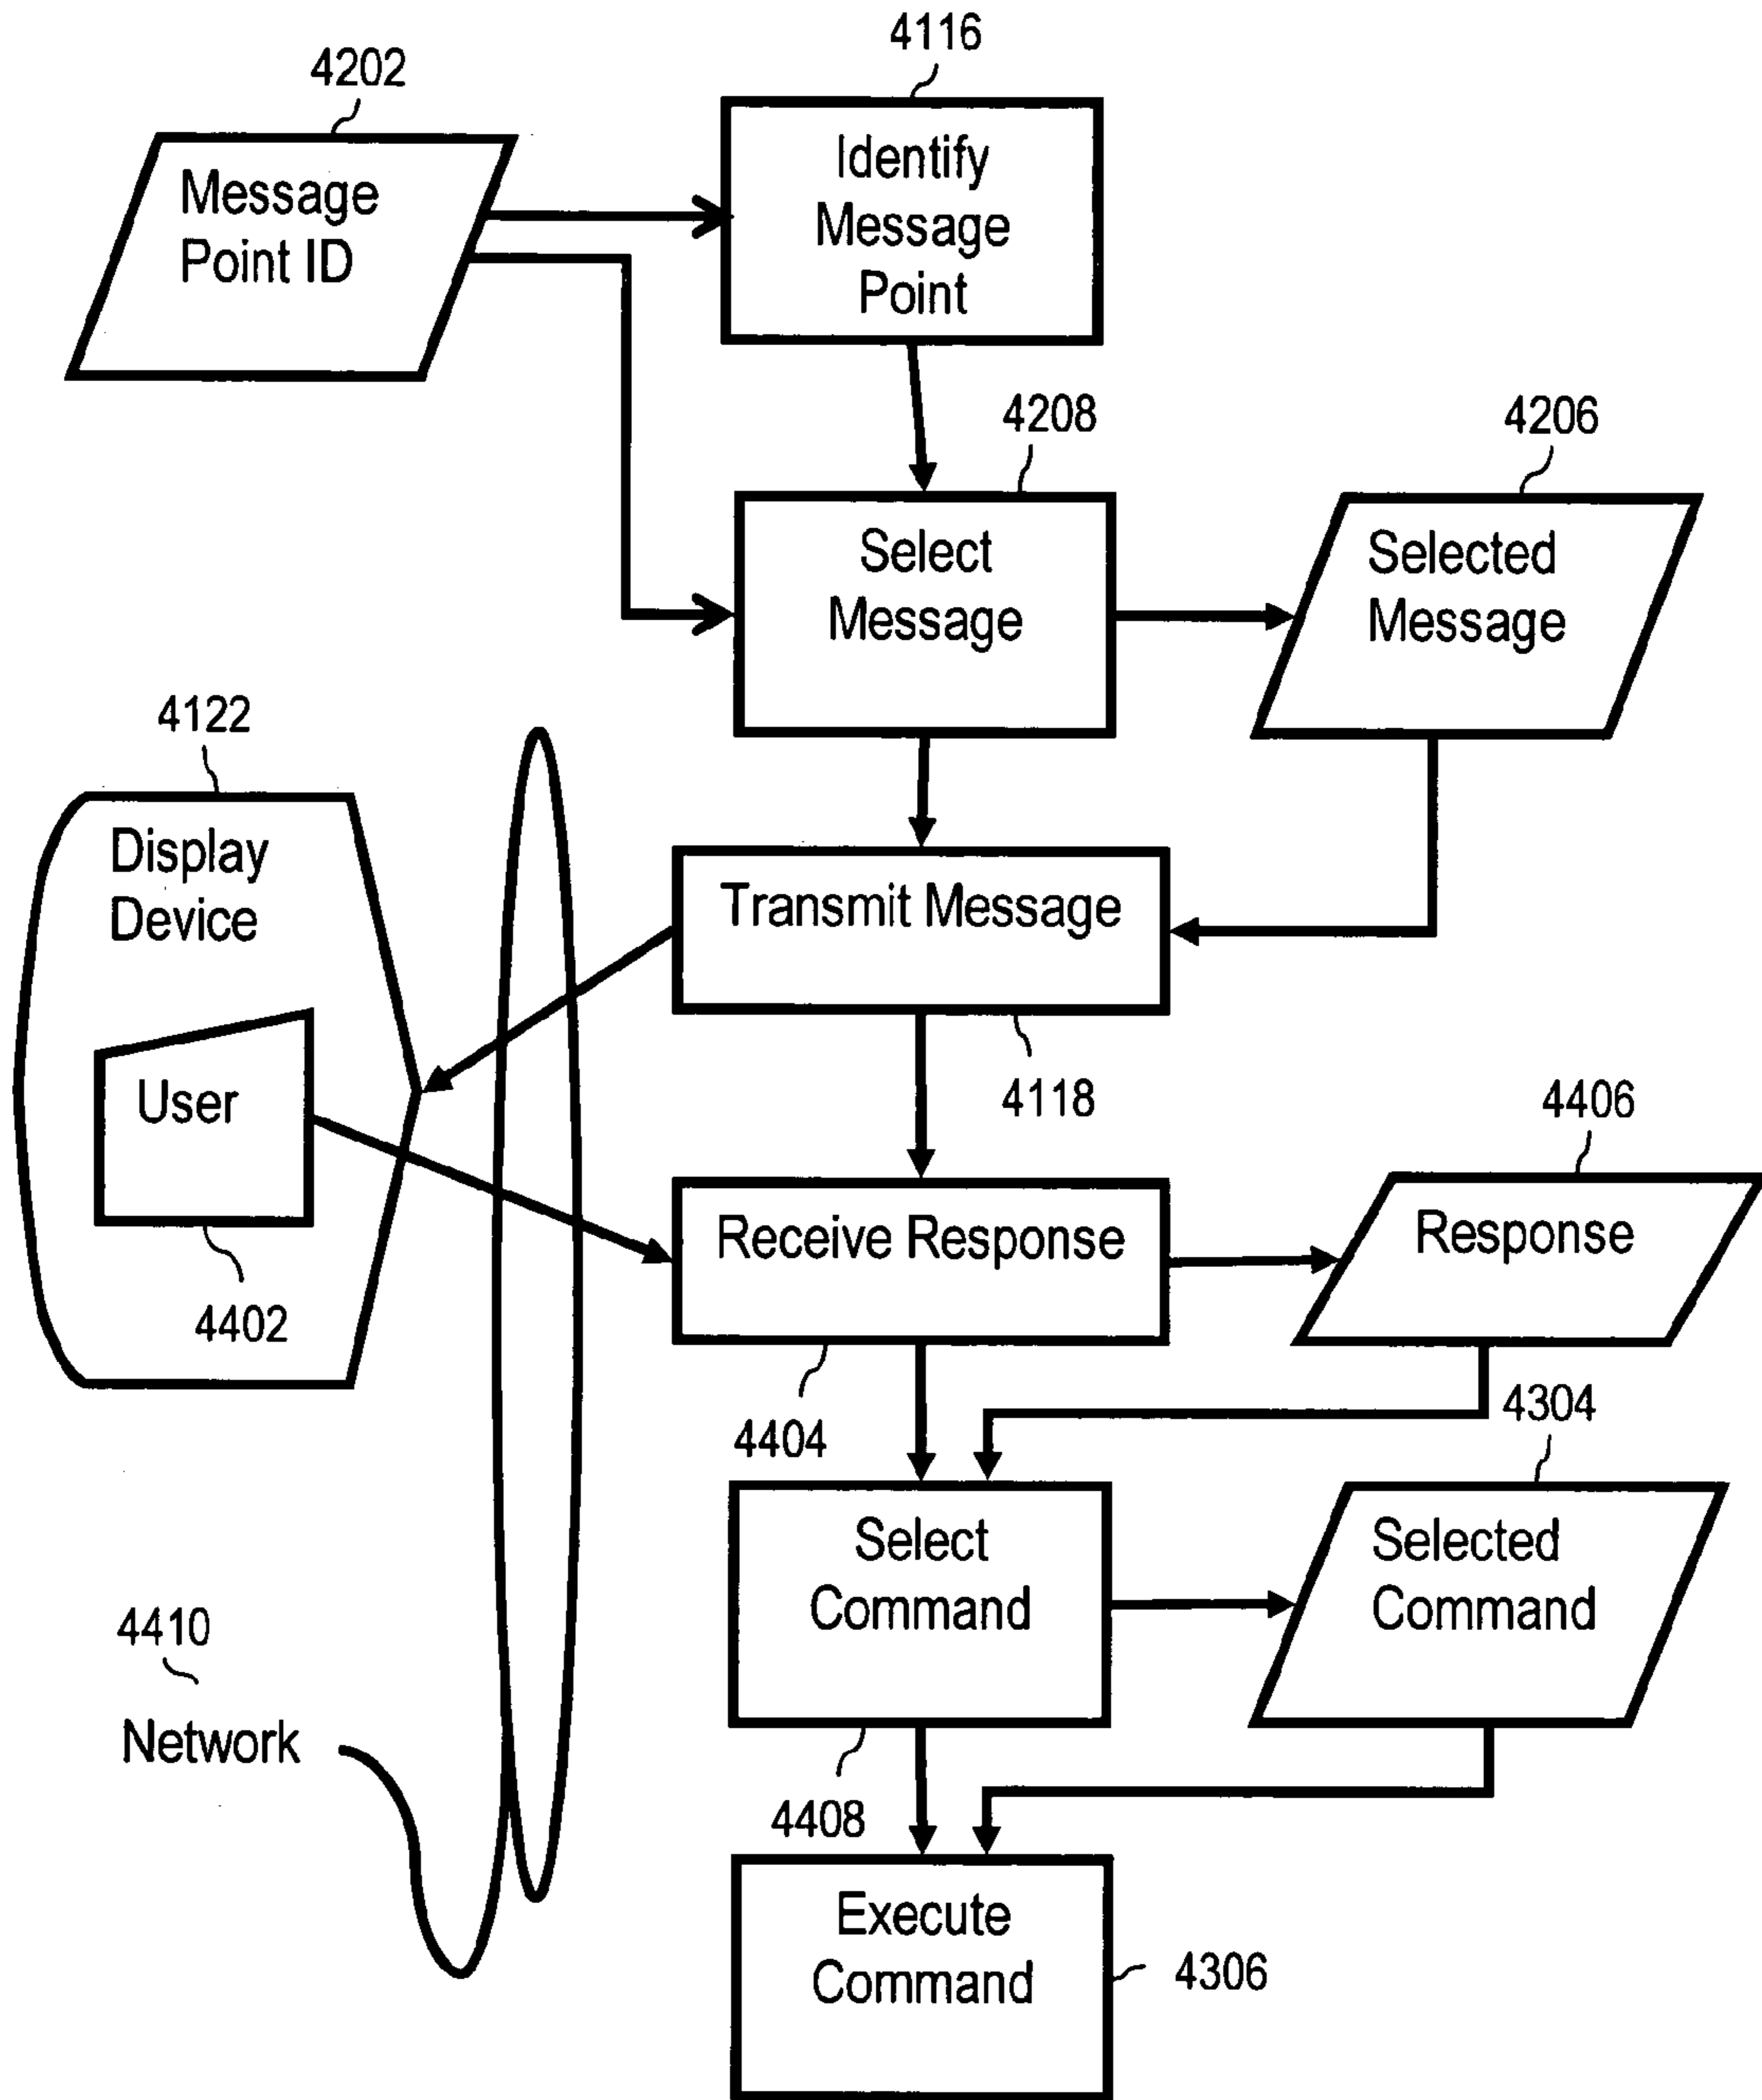 4116
4202
Identify
Message
Point
Message
Point ID
4208
4206
Select
Message
Selected
Message
4122
Display
Device
Transmit Message
User
4118
4406
Receive Response
Response
4402
4404
4304
Select
Command
Selected
Command
4410
Network
4408
Execute
Command
4306